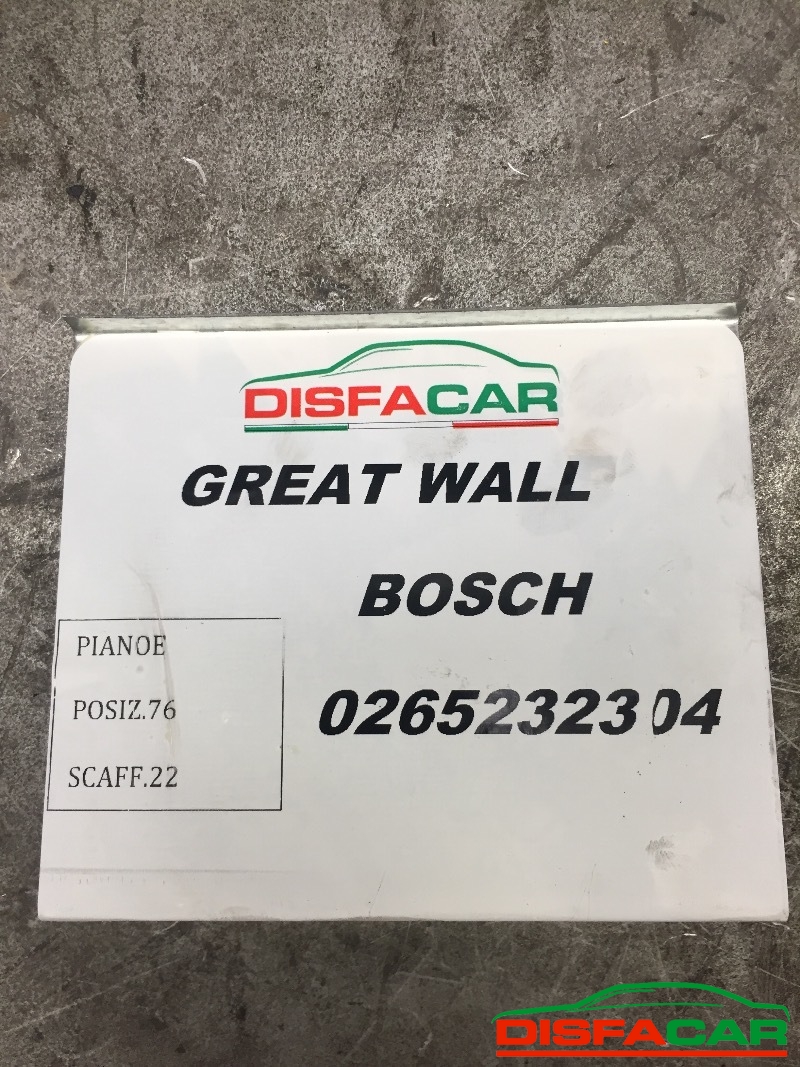 DISFACAR
GREAT WALL
BOSCH
PIANOE
POSIZ.76
SCAFF.22
0265232304
DISFACAR